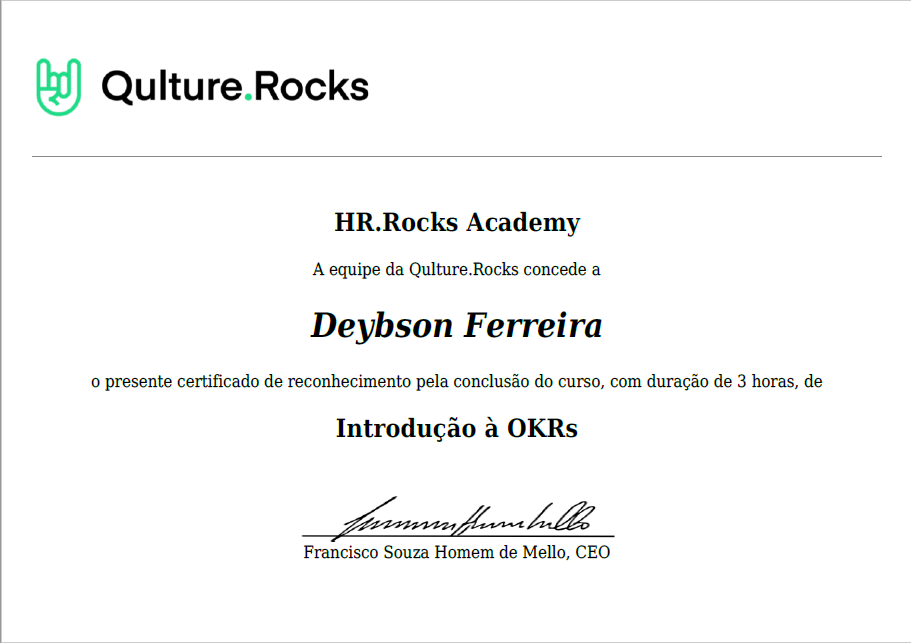 Qulture.Rocks
HR.Rocks Academy
A equipe da Qulture.Rocks concede a
Deybson Ferreira
o presente certificado de reconhecimento pela conclusão do curso, com duração de 3 horas, de
Introdução à OKRs
Francisco Souza Homem de Mello, CEO